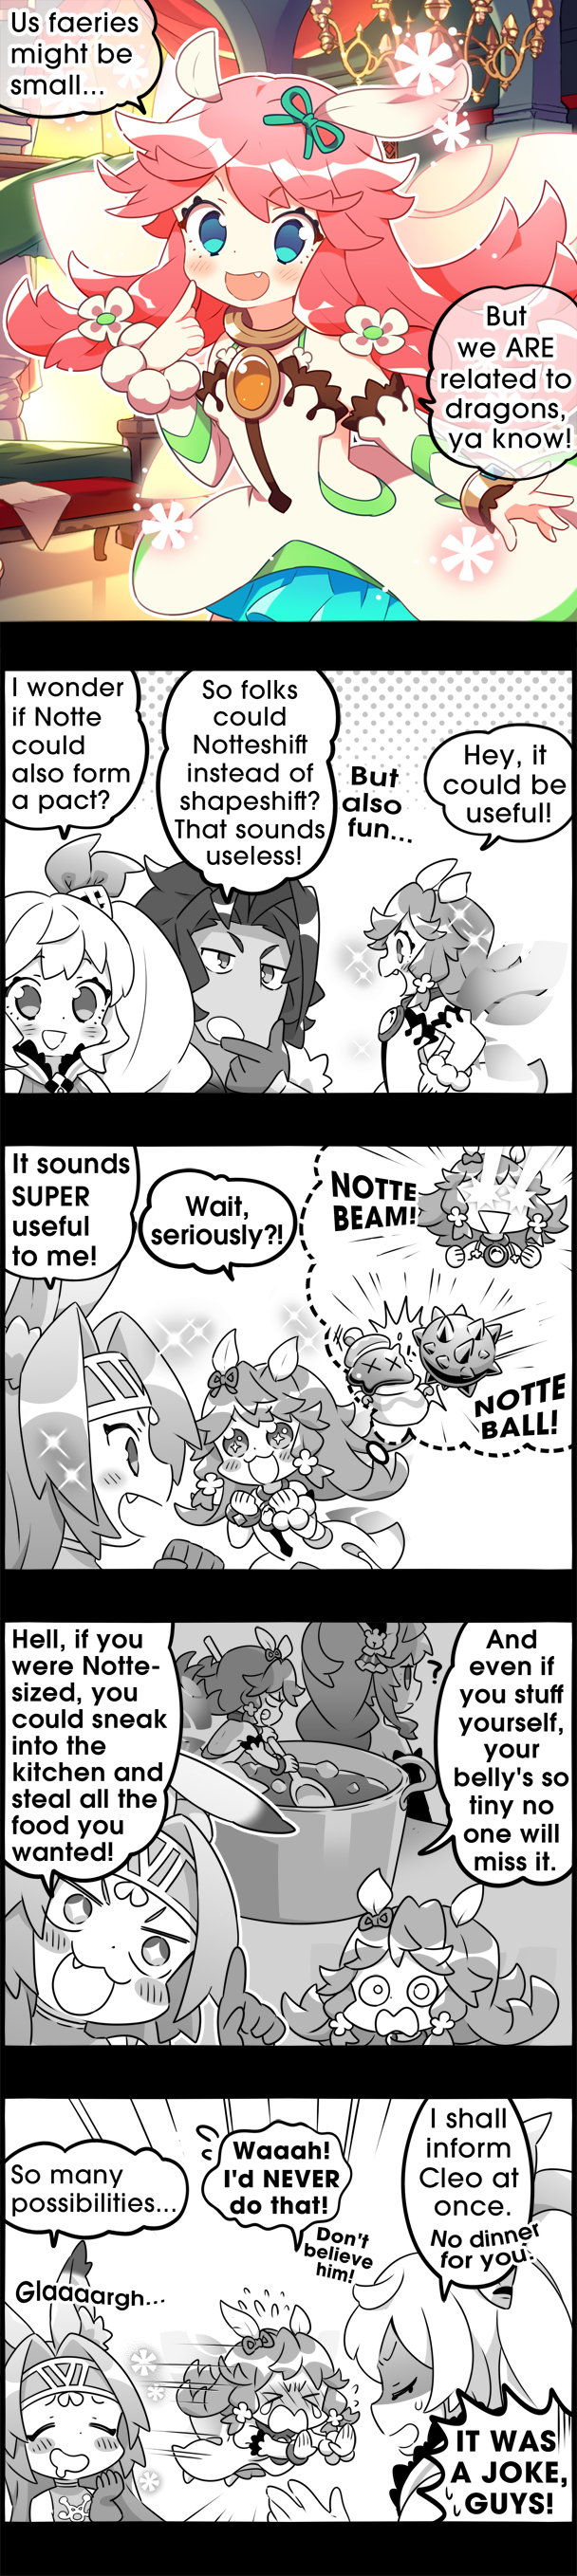 Us faeries
might be
small...
But
we ARE
related to
dragons,
ya know!
I wonder
if Notte
could
also form
a pact?
So folks
could
Notteshift
instead of
shapeshift?
That sounds
useless!
But
also
fun...
Hey, it
could be
useful!
It sounds
SUPER
useful
to me!
Wait,
seriously?!
NOTTE
BEAM!
NOTTE
BALL!
Hell, if you
were Notte-
sized, you
could sneak
into the
kitchen and
steal all the
food you
wanted!
?
And
even if
you stuff
yourself,
your
belly's so
tiny no
one will
miss it.
So many
possibilities...
Glaaaargh...
Waaah!
I'd NEVER
do that!
Don't
believe
him!
I shall
inform
Cleo at
once.
No dinner
for you.
IT WAS
A JOKE,
GUYS!